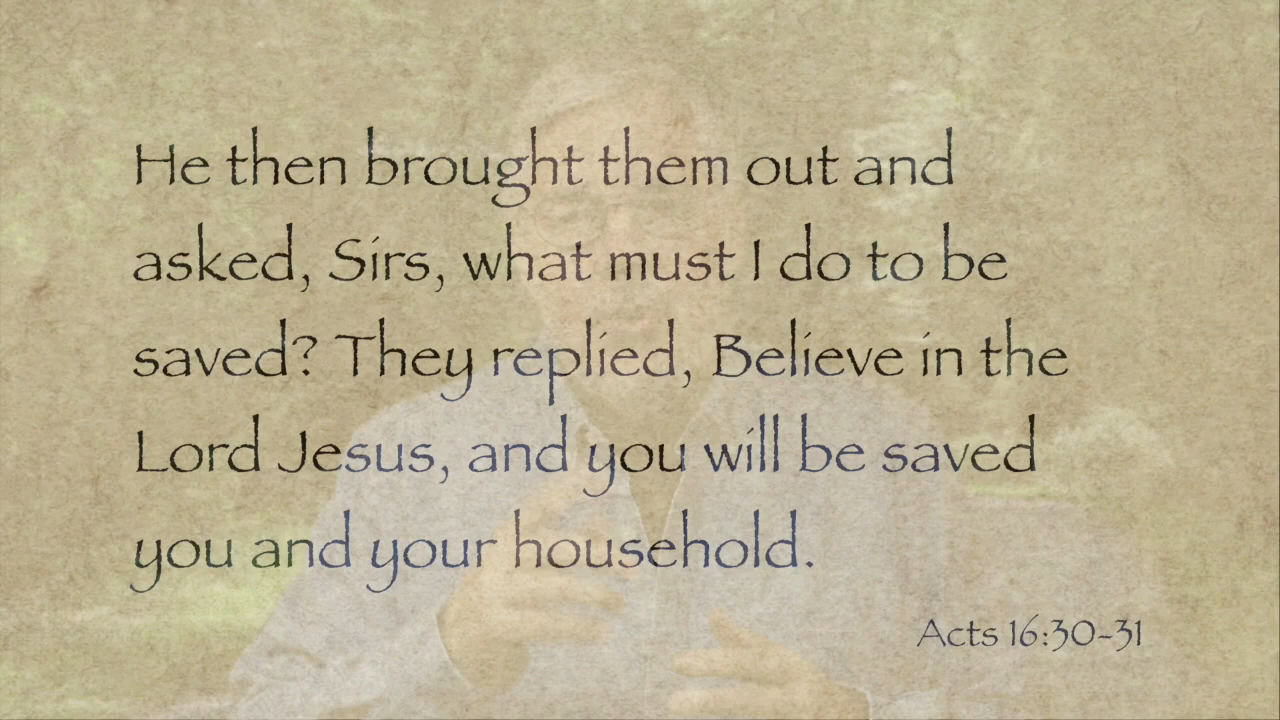 He then brought them out and
asked, Sirs, what must I do to be
saved? They replied, Believe in the
Lord Jesus, and you will be saved
you and your household.
Acts 16:30-31